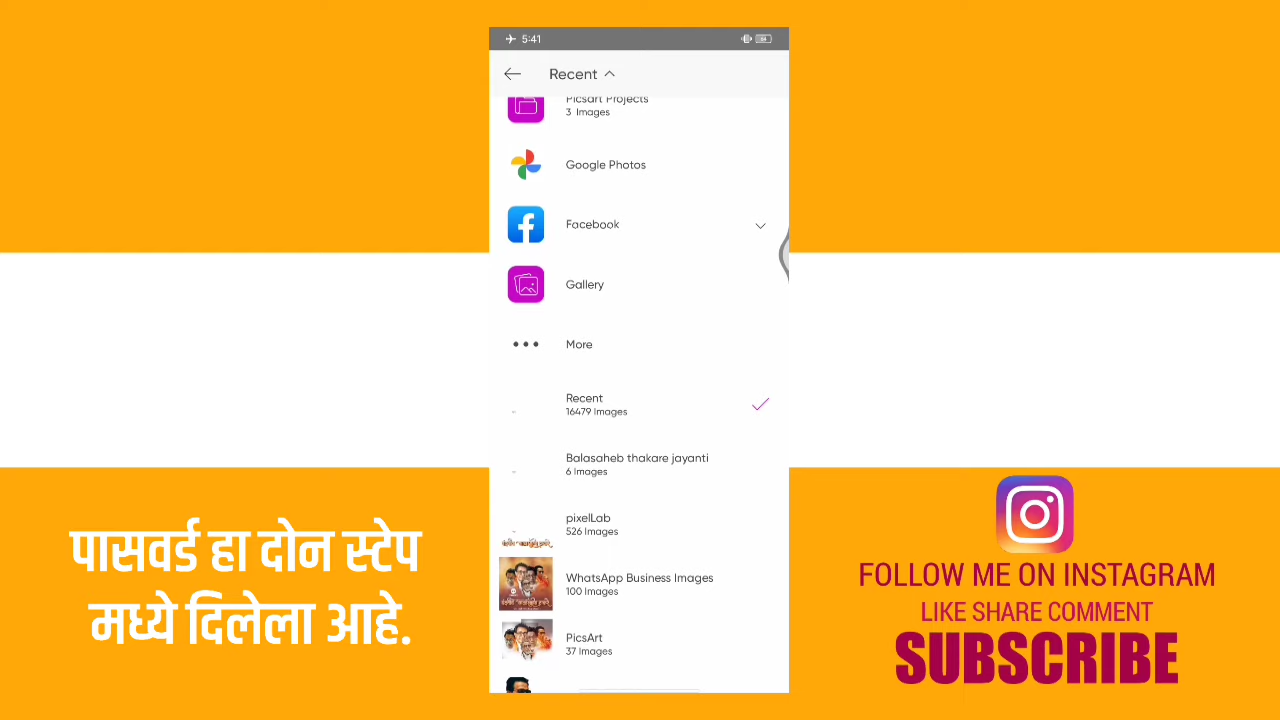 5:41
Recent
Picsart Projects
3 Images
Google Photos
Facebook
Gallery
More
Recent
16479 Images
Balasaheb thakare jayanti
6 Images
pixelLab
526 Images
WhatsApp Business Images
100 Images
PicsArt
37 Images
पासवर्ड हा दोन स्टेप
मध्ये दिलेला आहे.
FOLLOW ME ON INSTAGRAM
LIKE SHARE COMMENT
SUBSCRIBE